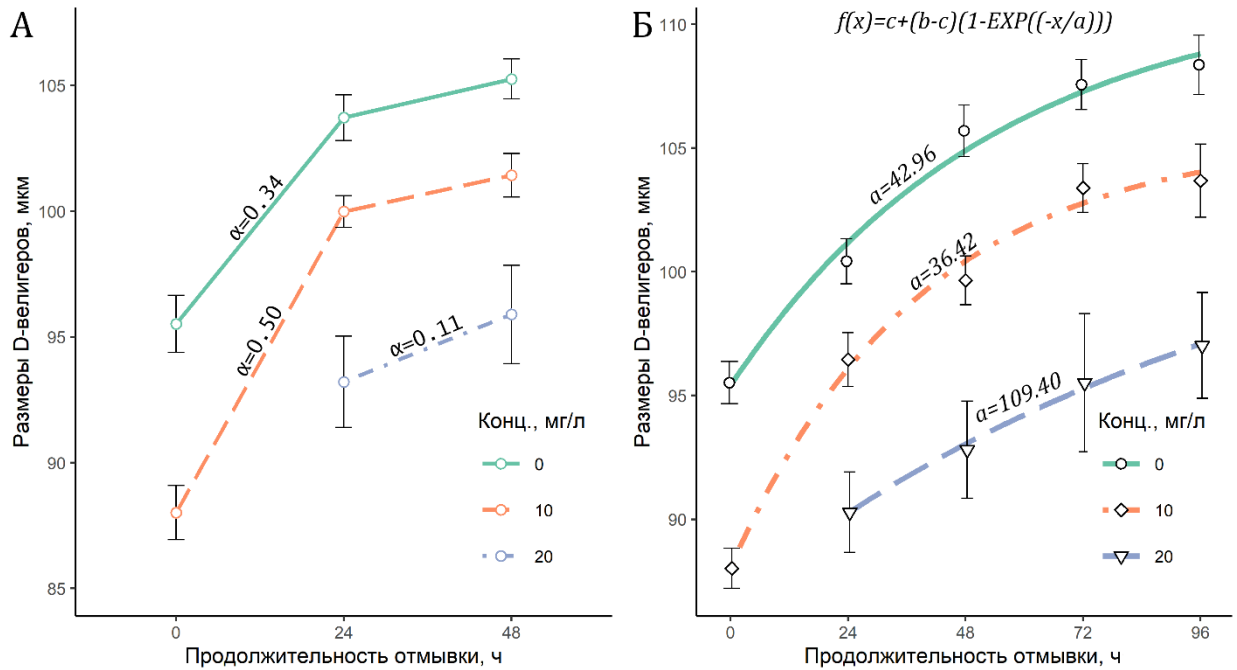 А
Размеры D-велигеров, мкм
105
100
95
90
85
α=0.34
α=0.50
α=0.11
Конц., мг/л
0
10
20
0
24
48
Продолжительность отмывки, ч
Б
f(x)=c+(b-c)(1-EXP((-x/a)))
Размеры D-велигеров, мкм
110
105
100
95
90
a=42.96
a=36.42
a=109.40
Конц., мг/л
0
10
20
0
24
48
72
96
Продолжительность отмывки, ч